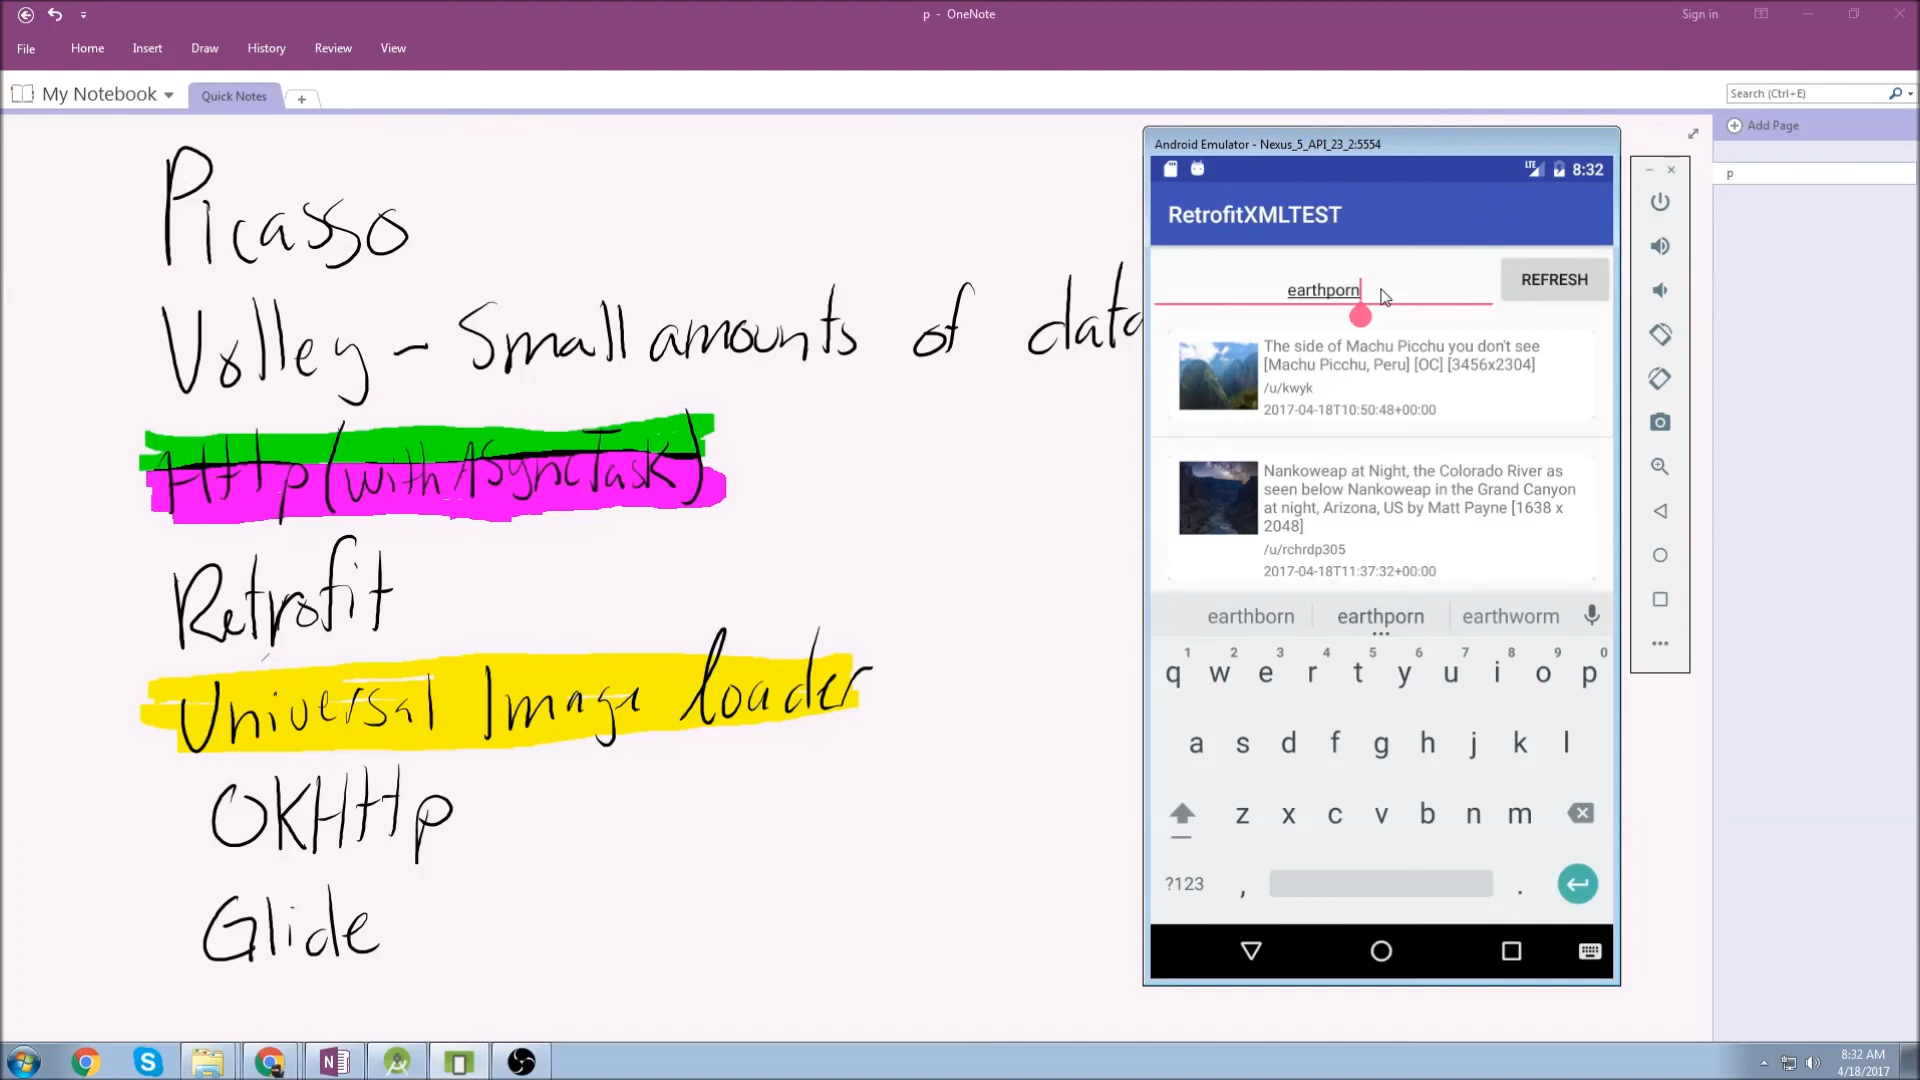 p - OneNote
Sign in
File Home Insert Draw History Review View
My Notebook
Quick Notes
+
Search (Ctrl+E)
Add Page
p
Picasso
Volley - Small amounts of data
Http (with ASyncTask)
Retrofit
Universal Image loader
OKHttp
Glide
Android Emulator - Nexus_5_API_23_2:5554
LTE 8:32
RetrofitXMLTEST
earthporn
REFRESH
The side of Machu Picchu you don't see
[Machu Picchu, Peru] [OC] [3456x2304]
/u/kwyk
2017-04-18T10:50:48+00:00
Nankoweap at Night, the Colorado River as
seen below Nankoweap in the Grand Canyon
at night, Arizona, US by Matt Payne [1638 x
2048]
/u/rchrdp305
2017-04-18T11:37:32+00:00
earthborn earthporn earthworm
1 2 3 4 5 6 7 8 9 0
q w e r t y u i o p
a s d f g h j k l
z x c v b n m
?123 , .
8:32 AM
4/18/2017